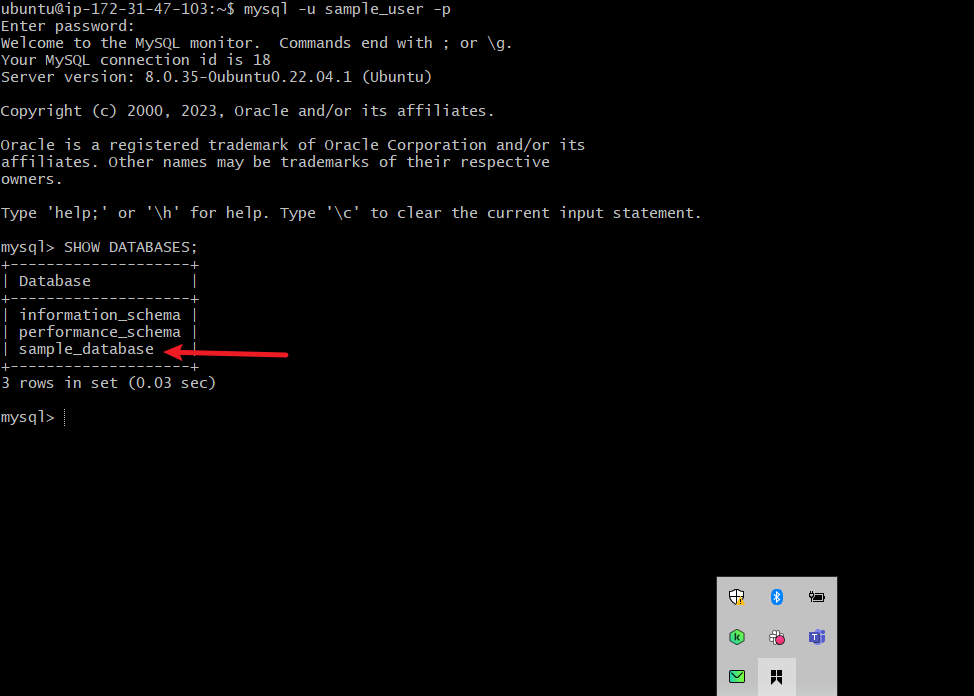 ubuntu@ip-172-31-47-103:~$ mysql -u sample_user -p
Enter password:
Welcome to the MySQL monitor.  Commands end with ; or \g.
Your MySQL connection id is 18
Server version: 8.0.35-0ubuntu0.22.04.1 (Ubuntu)
Copyright (c) 2000, 2023, Oracle and/or its affiliates.
Oracle is a registered trademark of Oracle Corporation and/or its
affiliates. Other names may be trademarks of their respective
owners.
Type 'help;' or '\h' for help. Type '\c' to clear the current input statement.
mysql> SHOW DATABASES;
+--------------------+
| Database           |
+--------------------+
| information_schema |
| performance_schema |
| sample_database    |
+--------------------+
3 rows in set (0.03 sec)
mysql>